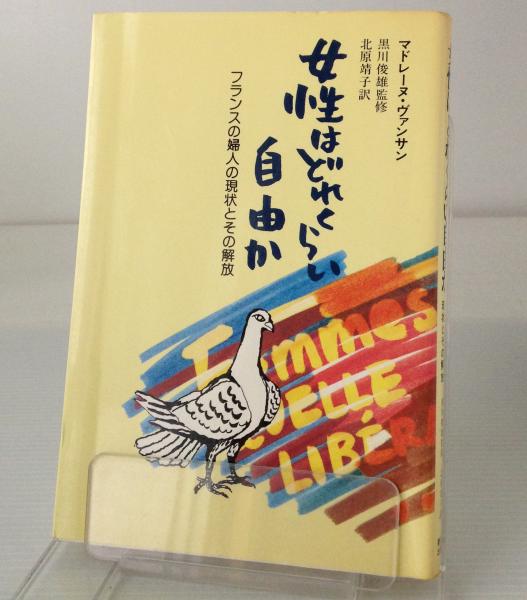 マドレーヌ・ヴァンサン
黒川俊雄監修
北原靖子訳
女性はどれくらい
自由か
フランスの婦人の現状とその解放
Femmes
QUELLE
LIBÉRA